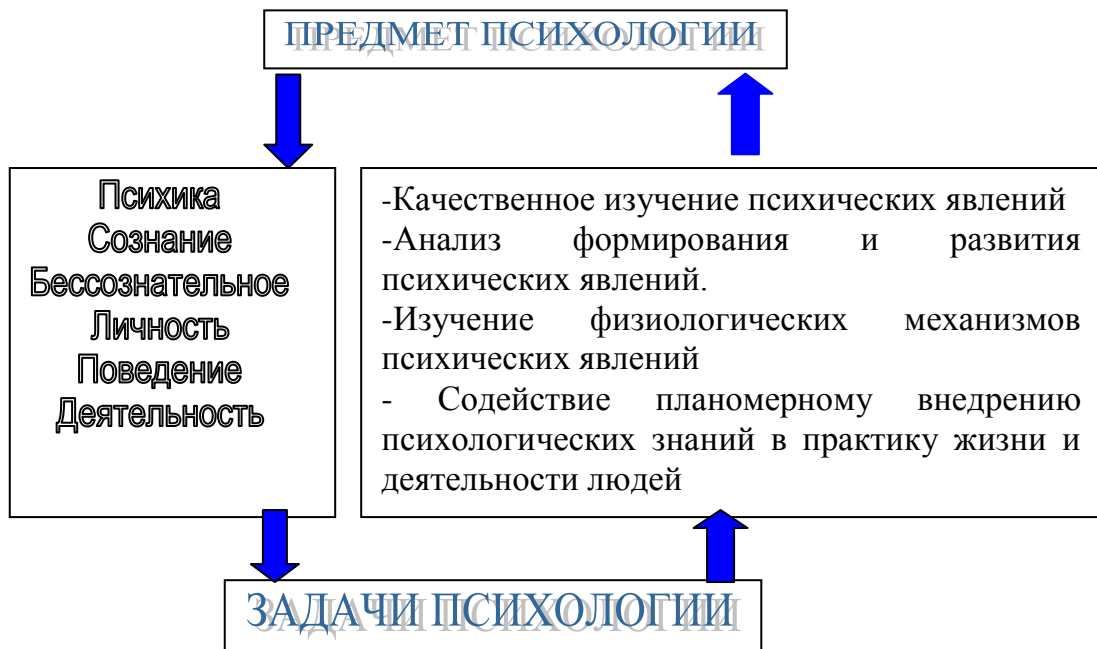 ПРЕДМЕТ ПСИХОЛОГИИ
Психика
Сознание
Бессознательное
Личность
Поведение
Деятельность
-Качественное изучение психических явлений
-Анализ формирования и развития
психических явлений.
-Изучение физиологических механизмов
психических явлений
- Содействие планомерному внедрению
психологических знаний в практику жизни и
деятельности людей
ЗАДАЧИ ПСИХОЛОГИИ